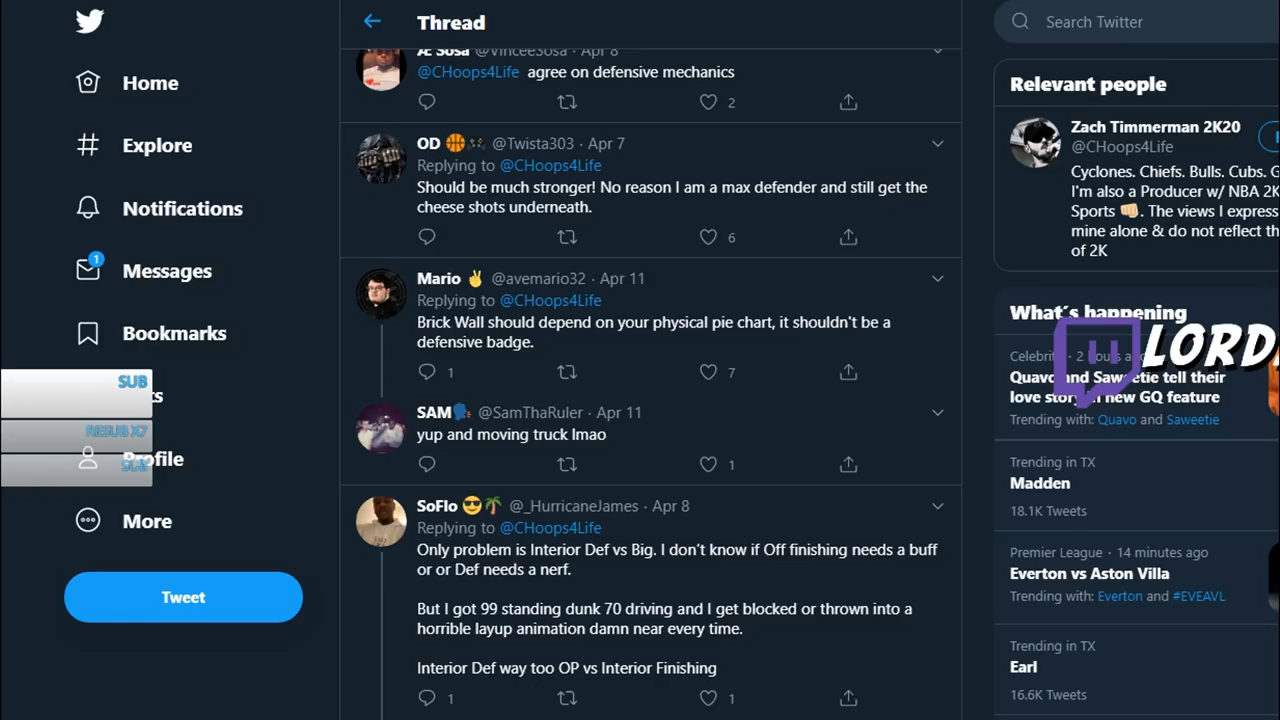 Home
Explore
Notifications
1
Messages
Bookmarks
SUB
ts
RESUB X7
SUB
Profile
More
Tweet
Thread
Æ Sosa @VinceeSosa · Apr 8
@CHoops4Life agree on defensive mechanics
2
OD 🏀🎮 @Twista303 · Apr 7
Replying to @CHoops4Life
Should be much stronger! No reason I am a max defender and still get the
cheese shots underneath.
6
Mario ✌ @avemario32 · Apr 11
Replying to @CHoops4Life
Brick Wall should depend on your physical pie chart, it shouldn't be a
defensive badge.
1 7
SAM🗣 @SamThaRuler · Apr 11
yup and moving truck lmao
1
SoFlo 😎🌴 @_HurricaneJames · Apr 8
Replying to @CHoops4Life
Only problem is Interior Def vs Big. I don't know if Off finishing needs a buff
or or Def needs a nerf.
But I got 99 standing dunk 70 driving and I get blocked or thrown into a
horrible layup animation damn near every time.
Interior Def way too OP vs Interior Finishing
1 1
Search Twitter
Relevant people
Zach Timmerman 2K20
@CHoops4Life
Cyclones. Chiefs. Bulls. Cubs. G
I'm also a Producer w/ NBA 2K
Sports 👊🏼. The views I express
mine alone & do not reflect th
of 2K
What's happening
LORD
Celebrit · 2 hours ago
Quavo and Saweetie tell their
love story in new GQ feature
Trending with: Quavo and Saweetie
Trending in TX
Madden
18.1K Tweets
Premier League · 14 minutes ago
Everton vs Aston Villa
Trending with: Everton and #EVEAVL
Trending in TX
Earl
16.6K Tweets